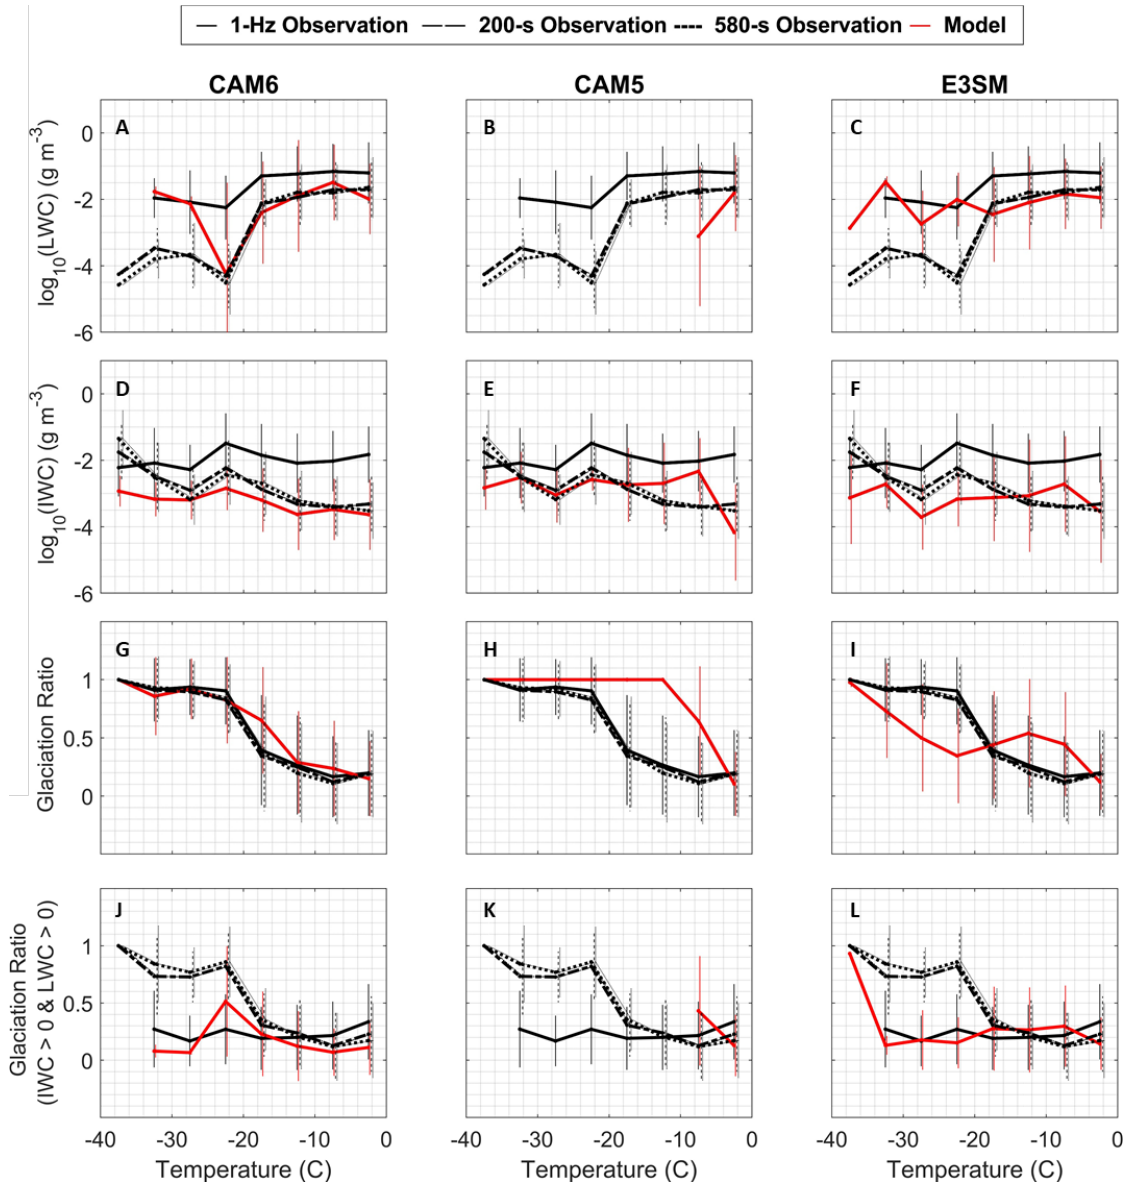 1-Hz Observation 200-s Observation 580-s Observation Model
CAM6 CAM5 E3SM
A B C
log10(LWC) (g m⁻³)
0
-2
-4
-6
D E F
log10(IWC) (g m⁻³)
0
-2
-4
-6
G H I
Glaciation Ratio
1
0.5
0
J K L
Glaciation Ratio
(IWC > 0 & LWC > 0)
1
0.5
0
-40 -30 -20 -10 0 -40 -30 -20 -10 0 -40 -30 -20 -10 0
Temperature (C) Temperature (C) Temperature (C)